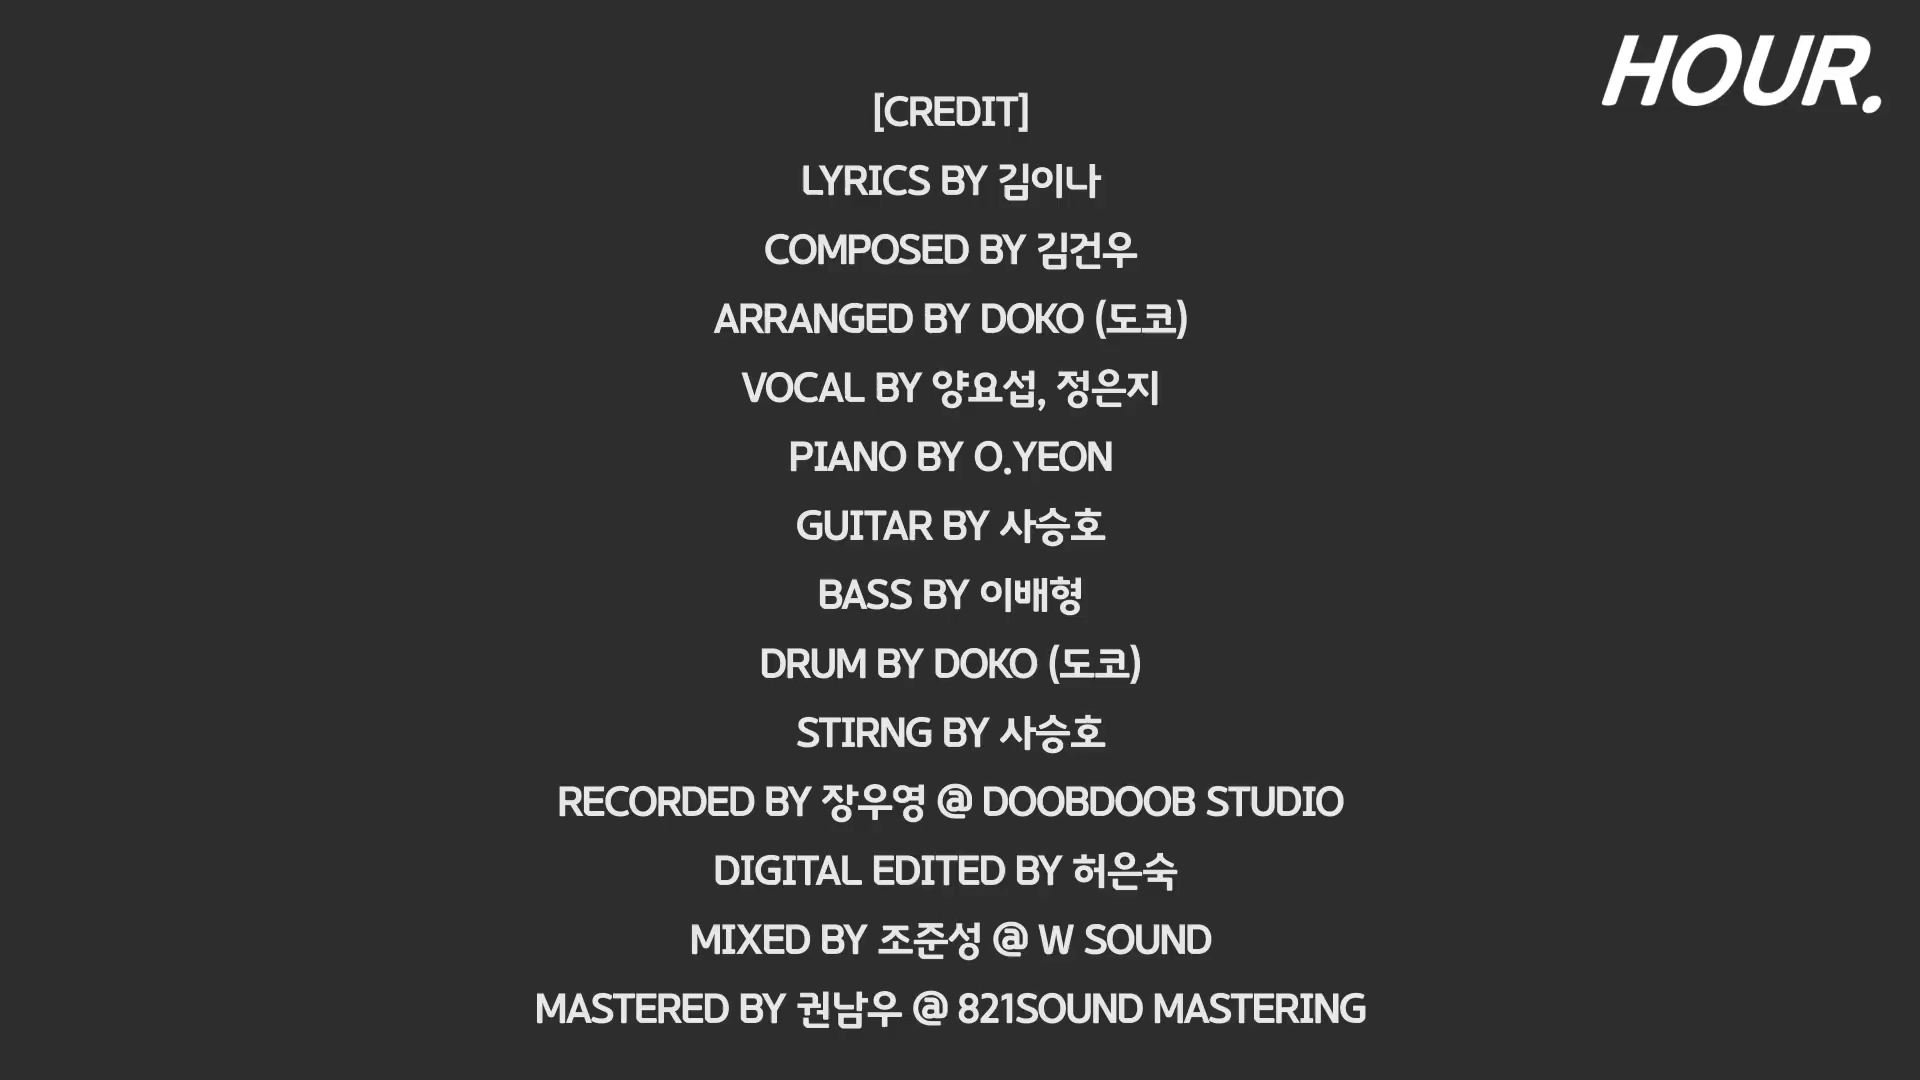 HOUR.
[CREDIT]
LYRICS BY 김이나
COMPOSED BY 김건우
ARRANGED BY DOKO (도코)
VOCAL BY 양요섭, 정은지
PIANO BY O.YEON
GUITAR BY 사승호
BASS BY 이배형
DRUM BY DOKO (도코)
STIRNG BY 사승호
RECORDED BY 장우영 @ DOOBDOOB STUDIO
DIGITAL EDITED BY 허은숙
MIXED BY 조준성 @ W SOUND
MASTERED BY 권남우 @ 821SOUND MASTERING